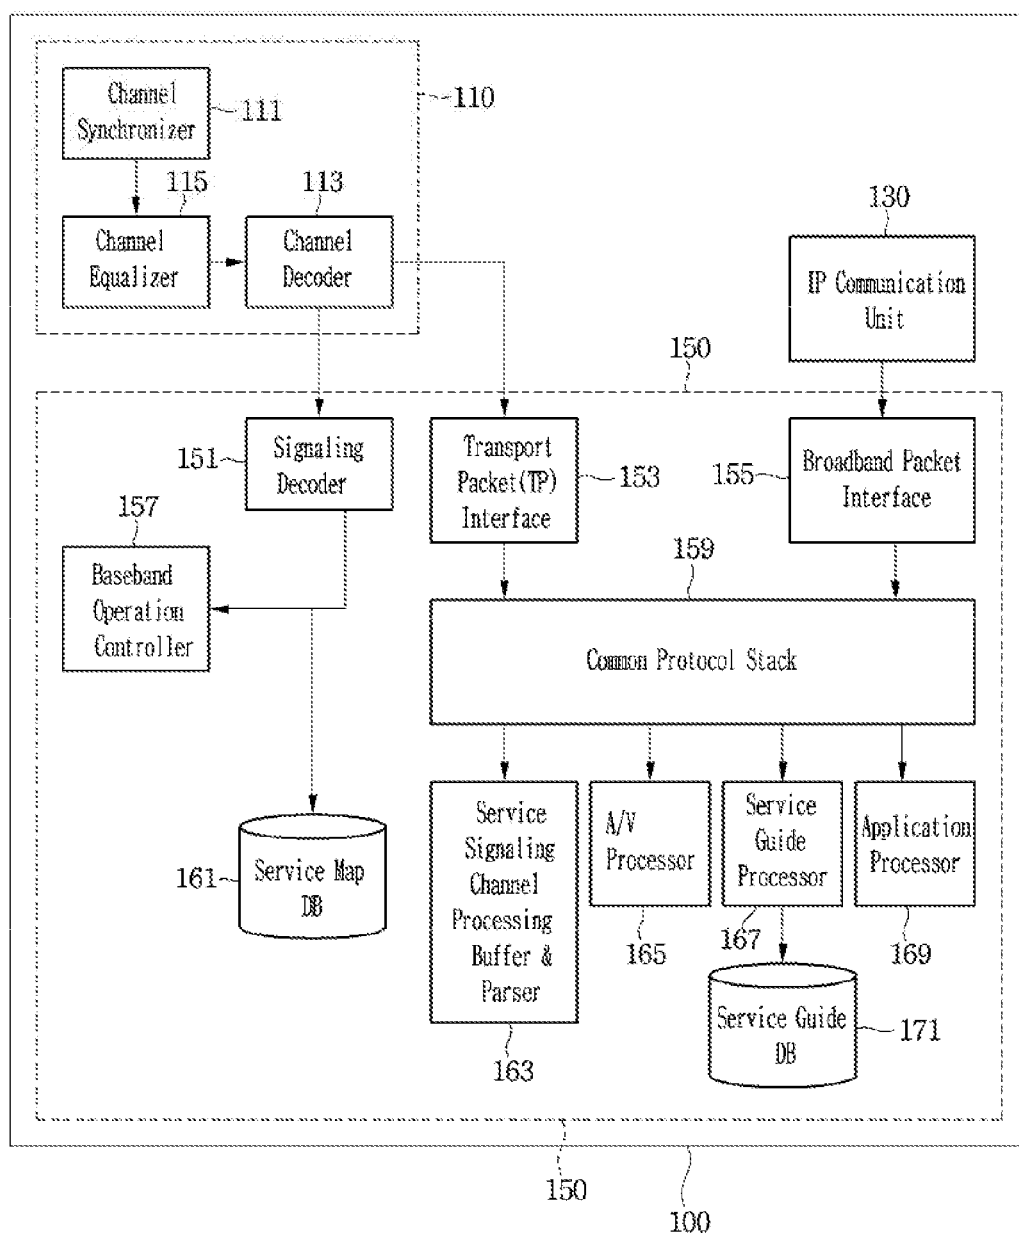 Channel
Synchronizer
111
110
115
113
Channel
Equalizer
Channel
Decoder
130
IP Communication
Unit
150
151
Signaling
Decoder
Transport
Packet(TP)
Interface
153
155
Broadband Packet
Interface
157
Baseband
Operation
Controller
159
Common Protocol Stack
161
Service Map
DB
Service
Signaling
Channel
Processing
Buffer &
Parser
A/V
Processor
Service
Guide
Processor
Application
Processor
165
167
169
163
Service Guide
DB
171
150
100